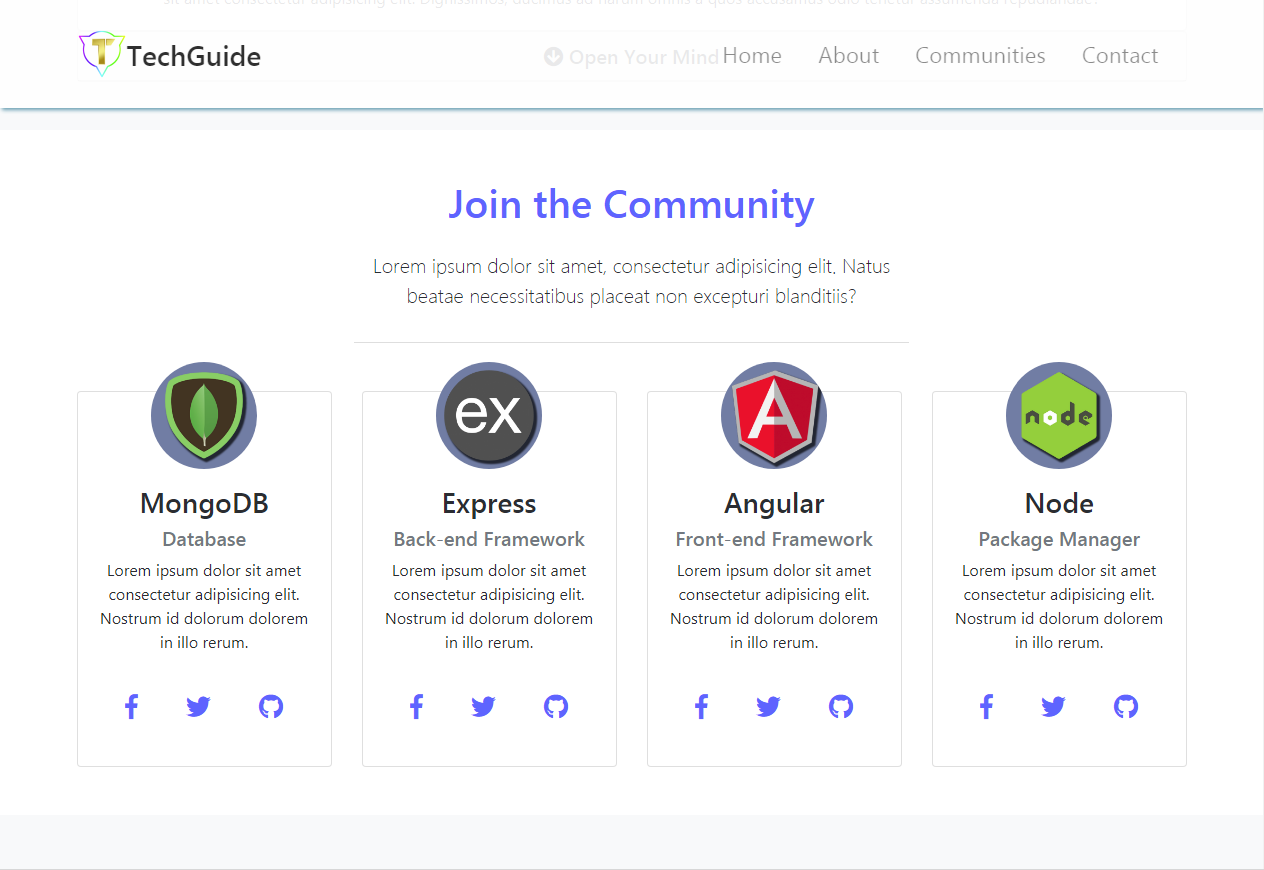 sit amet consectetur adipisicing elit. Dignissimos, ducimus ad harum omnis a quos accusamus odio tenetur assumenda repudiandae?
TechGuide
Open Your Mind
Home
About
Communities
Contact
Join the Community
Lorem ipsum dolor sit amet, consectetur adipisicing elit. Natus
beatae necessitatibus placeat non excepturi blanditiis?
ex
node
MongoDB
Database
Lorem ipsum dolor sit amet
consectetur adipisicing elit.
Nostrum id dolorum dolorem
in illo rerum.
Express
Back-end Framework
Lorem ipsum dolor sit amet
consectetur adipisicing elit.
Nostrum id dolorum dolorem
in illo rerum.
Angular
Front-end Framework
Lorem ipsum dolor sit amet
consectetur adipisicing elit.
Nostrum id dolorum dolorem
in illo rerum.
Node
Package Manager
Lorem ipsum dolor sit amet
consectetur adipisicing elit.
Nostrum id dolorum dolorem
in illo rerum.